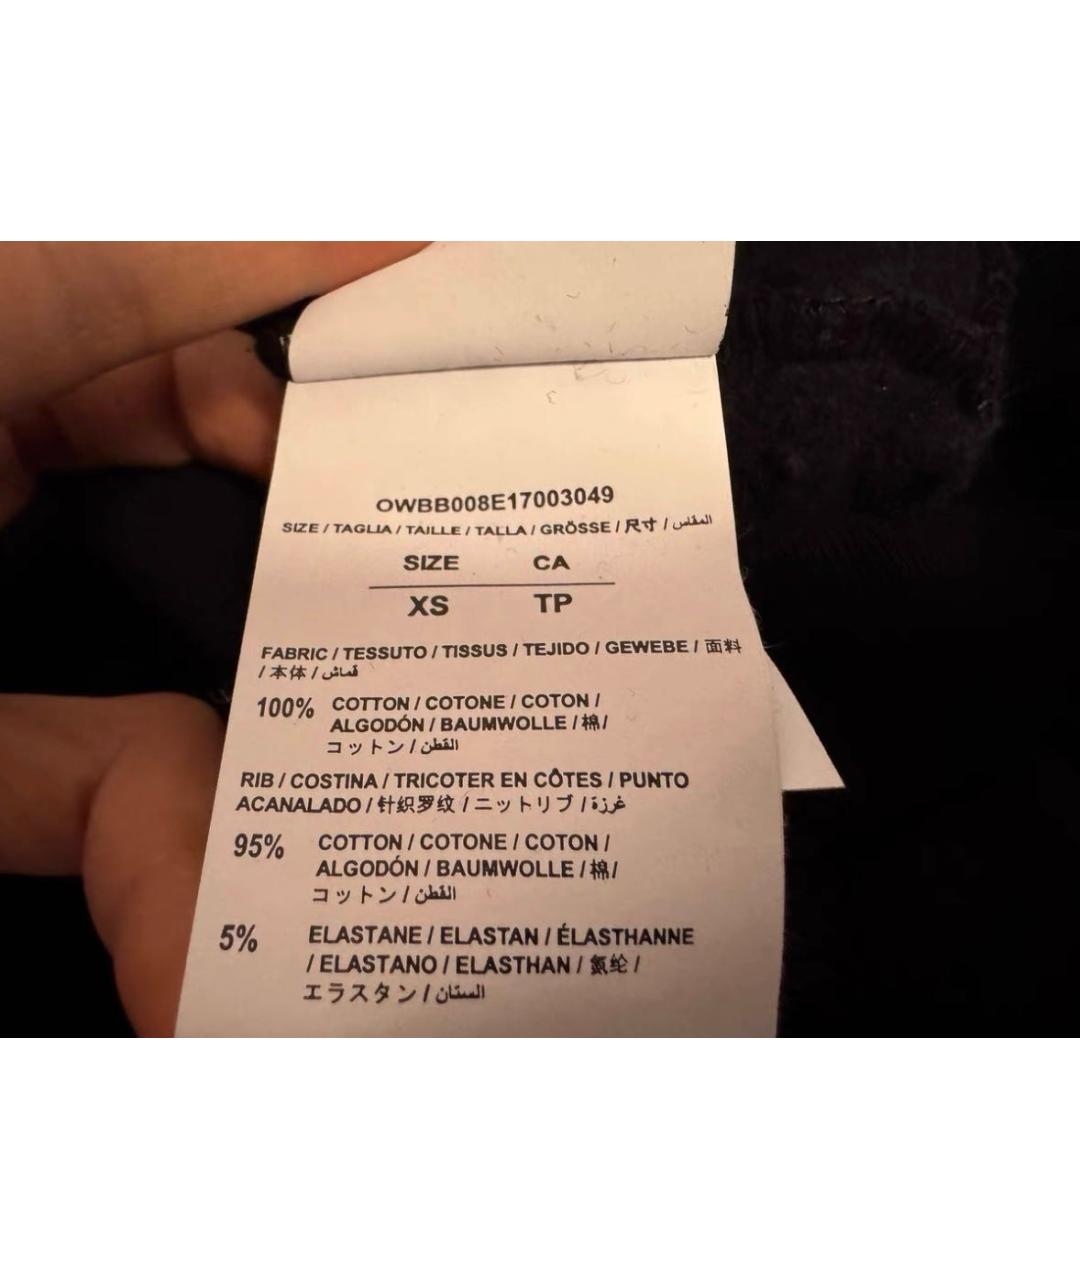 OWBB008E17003049
SIZE / TAGLIA / TAILLE / TALLA / GRÖSSE / 尺寸 / المقاس
SIZE CA
XS TP
FABRIC / TESSUTO / TISSUS / TEJIDO / GEWEBE / 面料
/ 本体 / قماش
100% COTTON / COTONE / COTON /
ALGODÓN / BAUMWOLLE / 棉/
コットン / القطن
RIB / COSTINA / TRICOTER EN CÔTES / PUNTO
ACANALADO / 针织罗纹 / ニットリブ / غرزة
95% COTTON / COTONE / COTON /
ALGODÓN / BAUMWOLLE / 棉/
コットン / القطن
5% ELASTANE / ELASTAN / ÉLASTHANNE
/ ELASTANO / ELASTHAN / 氨纶 /
エラスタン / الستان